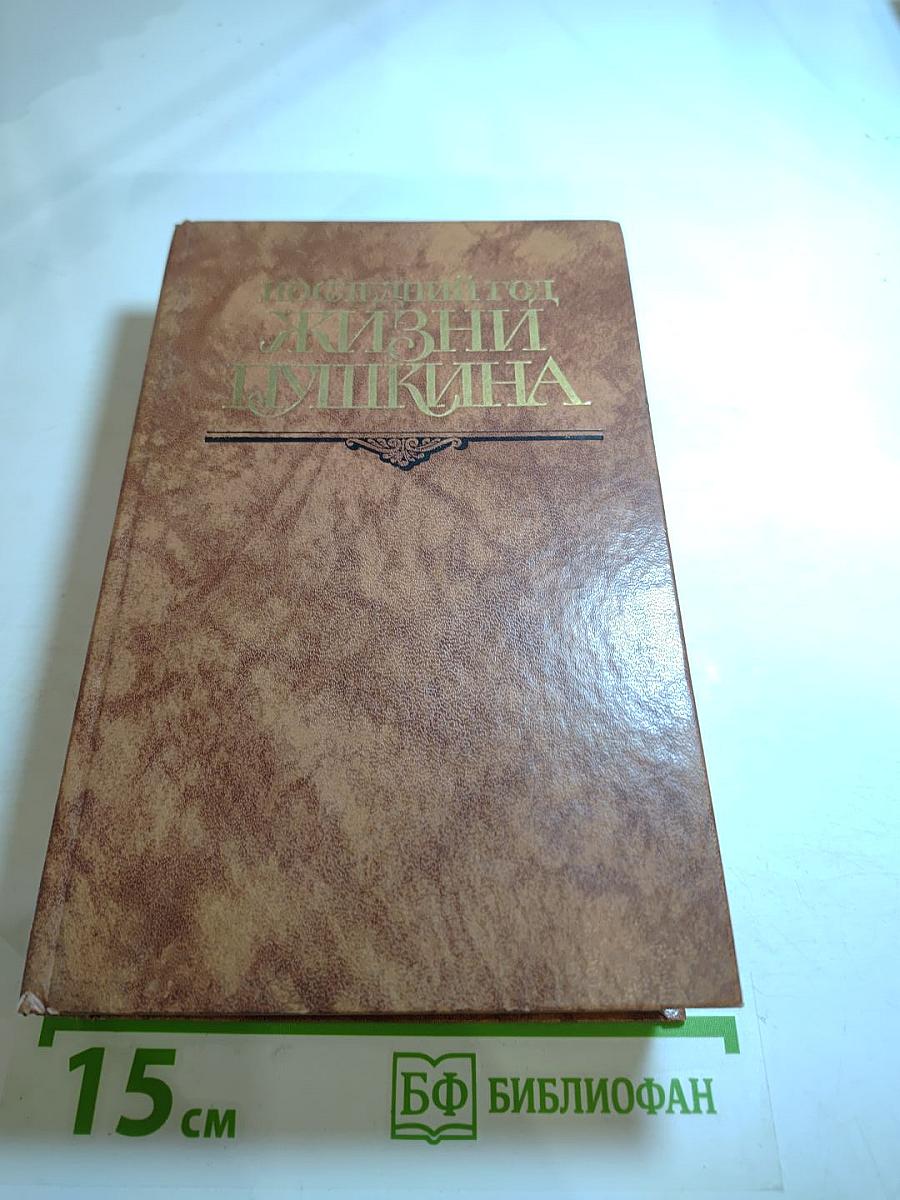 ПОСЛЕДНИЙ ГОД
ЖИЗНИ
ПУШКИНА
15 см
БФ БИБЛИОФАН